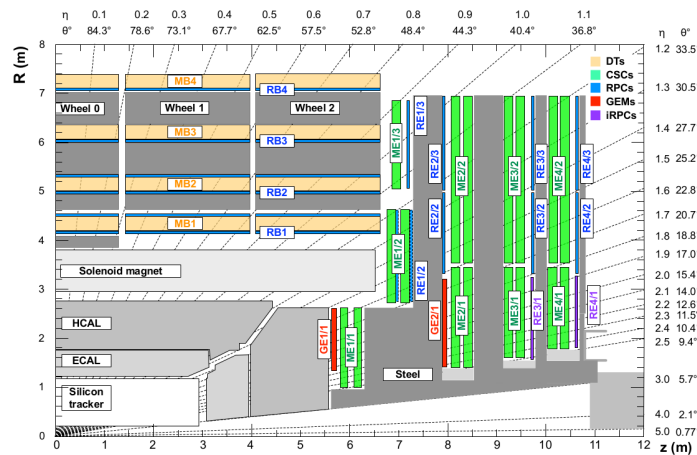 η 0.1 0.2 0.3 0.4 0.5 0.6 0.7 0.8 0.9 1.0 1.1
θ° 84.3° 78.6° 73.1° 67.7° 62.5° 57.5° 52.8° 48.4° 44.3° 40.4° 36.8° η θ°
R (m)
8
7
6
5
4
3
2
1
0
1.2 33.5
1.3 30.5
1.4 27.7
1.5 25.2
1.6 22.8
1.7 20.7
1.8 18.8
1.9 17.0
2.0 15.4
2.1 14.0
2.2 12.6
2.3 11.5°
2.4 10.4
2.5 9.4°
3.0 5.7°
4.0 2.1°
5.0 0.77
DTs
CSCs
RPCs
GEMs
iRPCs
MB4
RB4
Wheel 0 Wheel 1 Wheel 2
MB3
RB3
MB2
RB2
MB1
RB1
Solenoid magnet
HCAL
ECAL
Silicon
tracker
Steel
GE1/1
ME1/1
ME1/2
ME1/3
RE1/3
RE1/2
RE2/3
RE2/2
GE2/1
ME2/2
ME2/1
ME3/2
ME3/1
RE3/3
RE3/2
RE3/1
ME4/2
ME4/1
RE4/3
RE4/2
RE4/1
0 1 2 3 4 5 6 7 8 9 10 11 12
z (m)